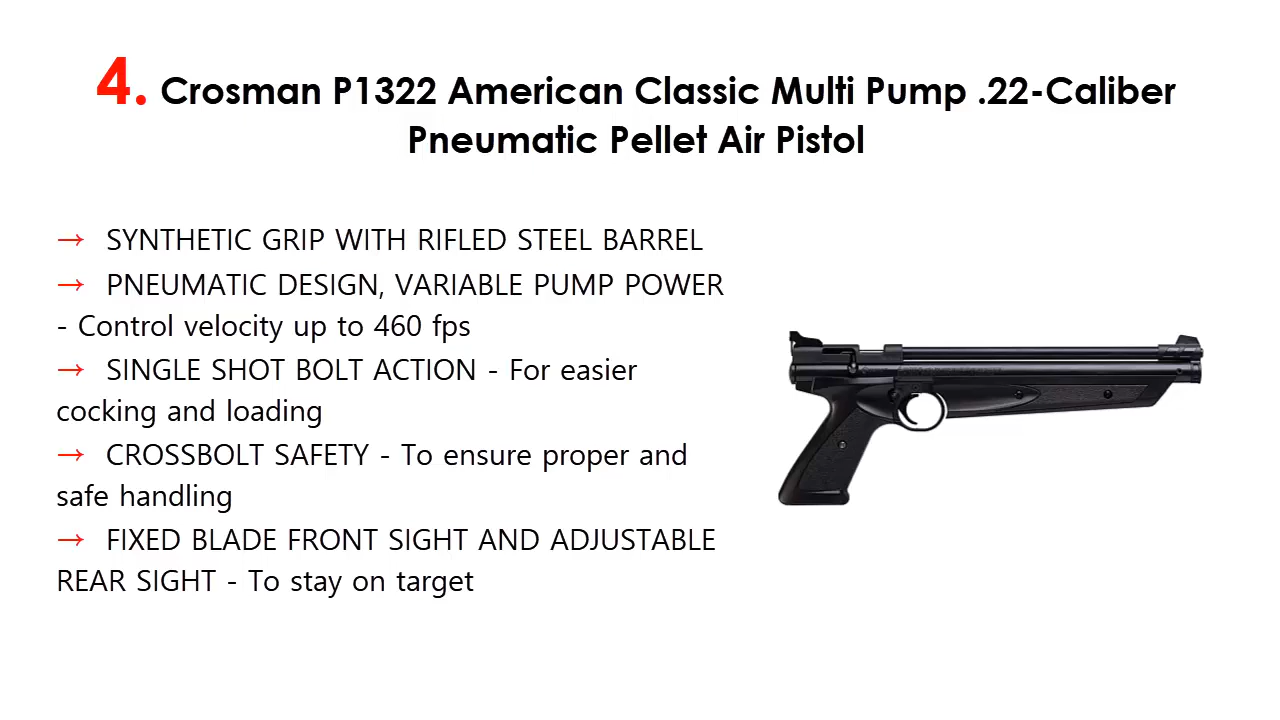 4. Crosman P1322 American Classic Multi Pump .22-Caliber
Pneumatic Pellet Air Pistol
→ SYNTHETIC GRIP WITH RIFLED STEEL BARREL
→ PNEUMATIC DESIGN, VARIABLE PUMP POWER
- Control velocity up to 460 fps
→ SINGLE SHOT BOLT ACTION - For easier
cocking and loading
→ CROSSBOLT SAFETY - To ensure proper and
safe handling
→ FIXED BLADE FRONT SIGHT AND ADJUSTABLE
REAR SIGHT - To stay on target